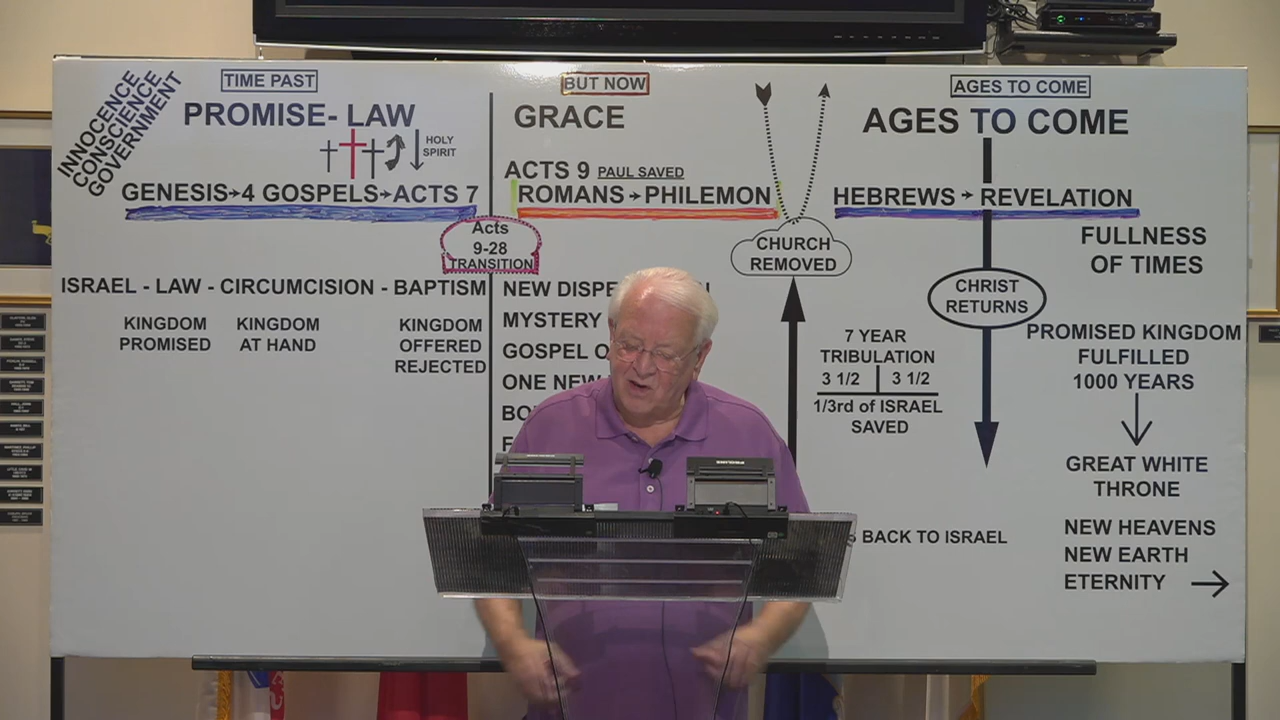 INNOCENCE
CONSCIENCE
GOVERNMENT
TIME PAST
PROMISE- LAW
HOLY
SPIRIT
GENESIS→4 GOSPELS→ACTS 7
ISRAEL - LAW - CIRCUMCISION - BAPTISM
KINGDOM
PROMISED
KINGDOM
AT HAND
KINGDOM
OFFERED
REJECTED
Acts
9-28
TRANSITION
BUT NOW
GRACE
ACTS 9 PAUL SAVED
ROMANS→PHILEMON
NEW
MYSTERY
GOSPEL
ONE NEW
CHURCH
REMOVED
7 YEAR
TRIBULATION
3 1/2 3 1/2
1/3rd of ISRAEL
SAVED
BACK TO ISRAEL
AGES TO COME
AGES TO COME
HEBREWS → REVELATION
FULLNESS
OF TIMES
CHRIST
RETURNS
PROMISED KINGDOM
FULFILLED
1000 YEARS
GREAT WHITE
THRONE
NEW HEAVENS
NEW EARTH
ETERNITY →